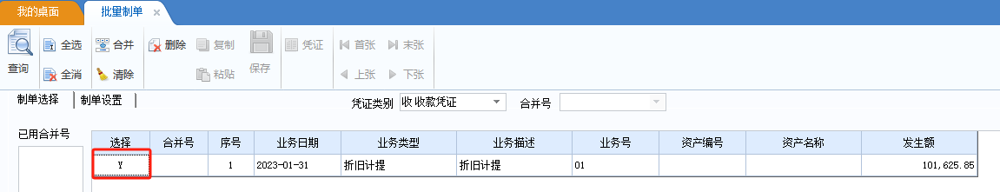 我的桌面 批量制单 ×
查询 全选 合并 删除 复制 保存 凭证 首张 末张
全消 清除 粘贴 上张 下张
制单选择 制单设置
凭证类别 收 收款凭证 合并号
已用合并号
选择 合并号 序号 业务日期 业务类型 业务描述 业务号 资产编号 资产名称 发生额
Y 1 2023-01-31 折旧计提 折旧计提 01 101,625.85